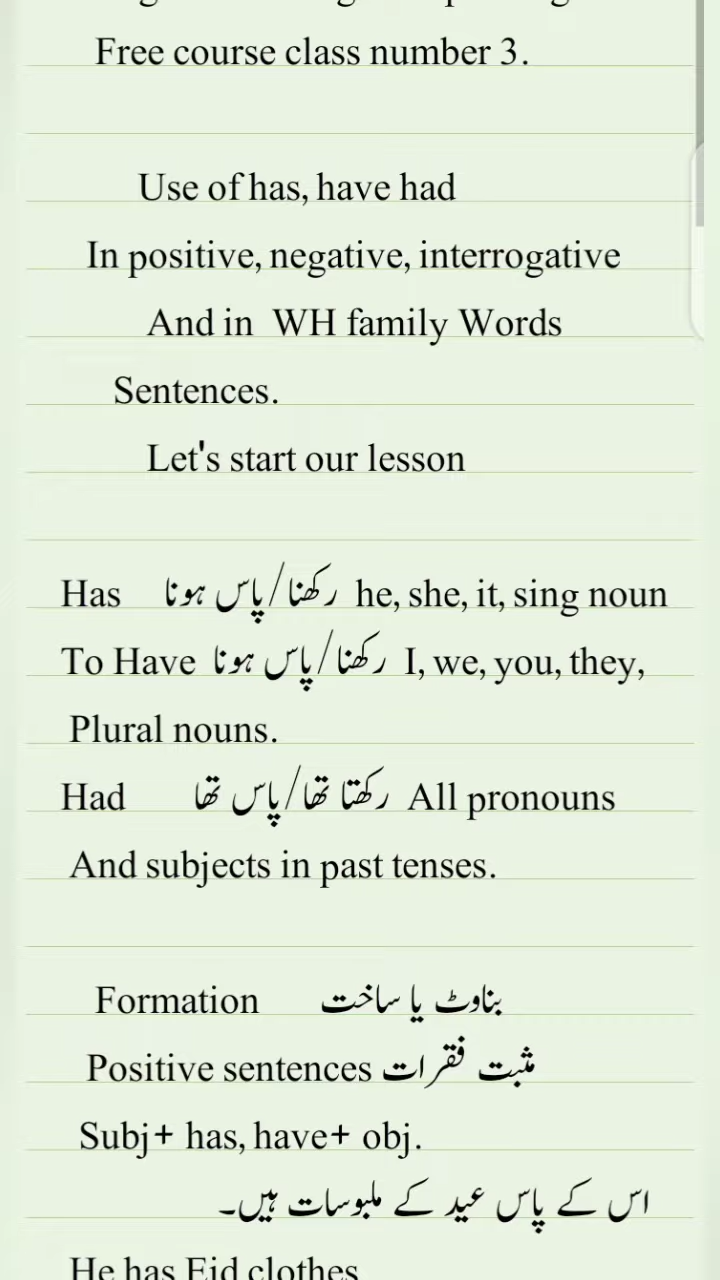 Free course class number 3.
Use of has, have had
In positive, negative, interrogative
And in WH family Words
Sentences.
Let's start our lesson
Has رکھنا/پاس ہونا he, she, it, sing noun
To Have رکھنا/پاس ہونا I, we, you, they,
Plural nouns.
Had رکھتا تھا/پاس تھا All pronouns
And subjects in past tenses.
Formation بناوٹ یا ساخت
Positive sentences مثبت فقرات
Subj+ has, have+ obj.
اس کے پاس عید کے ملبوسات ہیں۔
He has Eid clothes